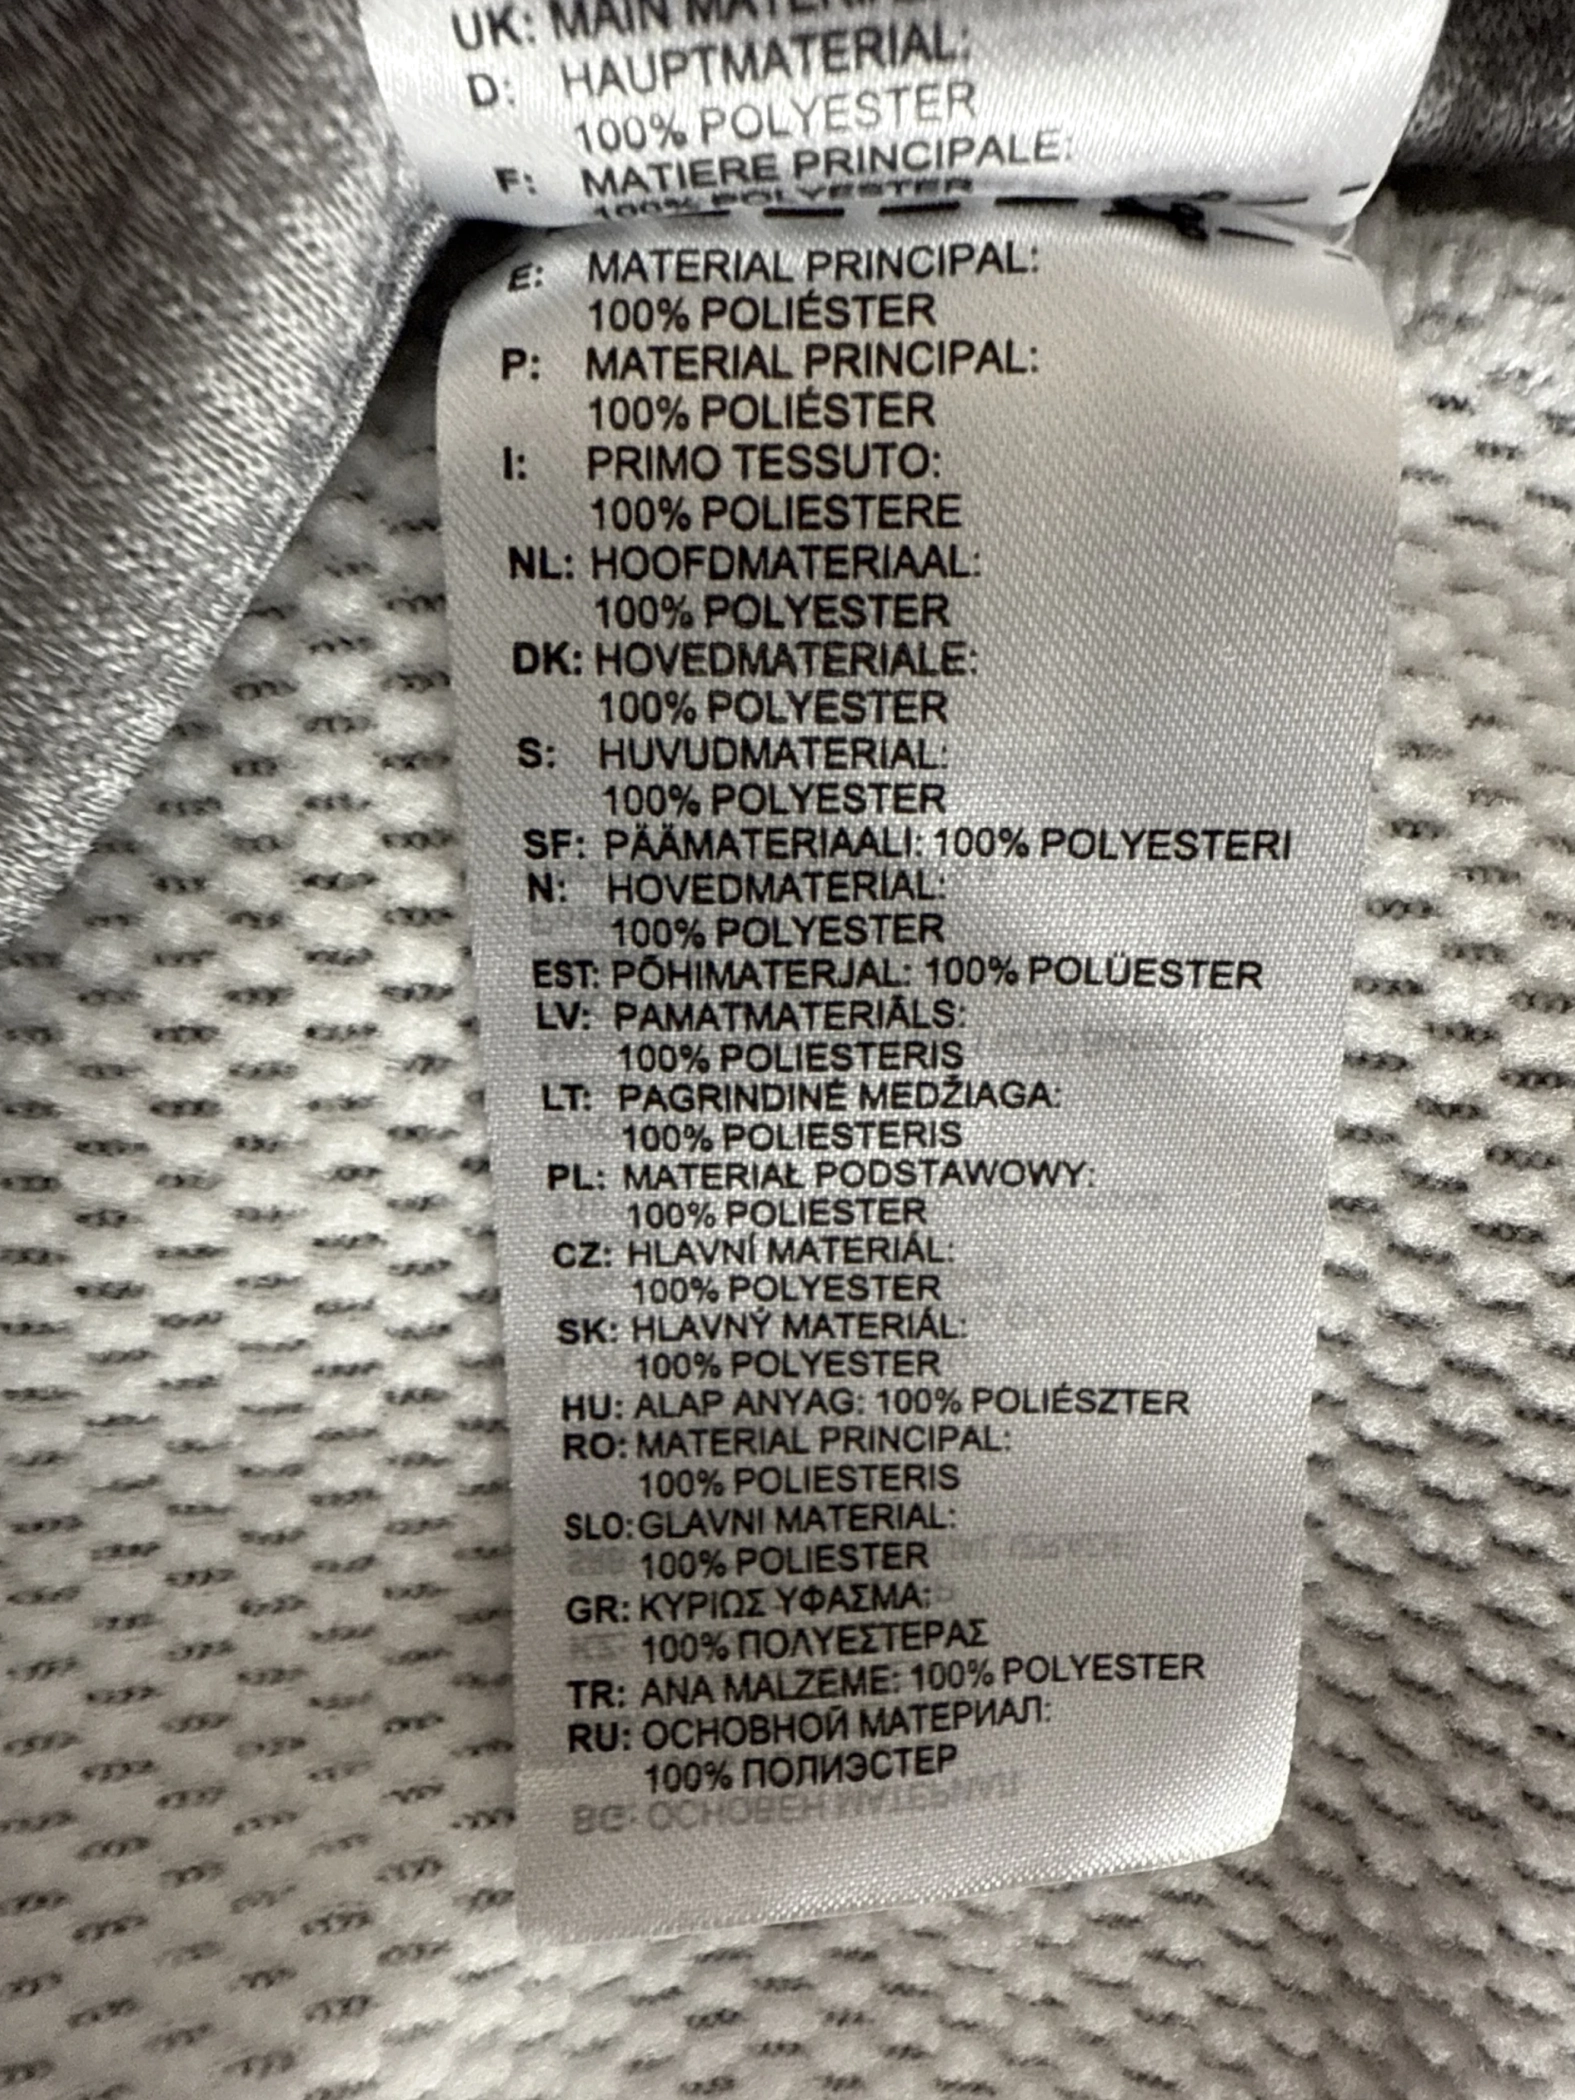 UK: MAIN
D: HAUPTMATERIAL:
100% POLYESTER
F: MATIERE PRINCIPALE:
100% POLYESTER
E: MATERIAL PRINCIPAL:
100% POLIÉSTER
P: MATERIAL PRINCIPAL:
100% POLIÉSTER
I: PRIMO TESSUTO:
100% POLIESTERE
NL: HOOFDMATERIAAL:
100% POLYESTER
DK: HOVEDMATERIALE:
100% POLYESTER
S: HUVUDMATERIAL:
100% POLYESTER
SF: PÄÄMATERIAALI: 100% POLYESTERI
N: HOVEDMATERIAL:
100% POLYESTER
EST: PÕHIMATERJAL: 100% POLÜESTER
LV: PAMATMATERIĀLS:
100% POLIESTERIS
LT: PAGRINDINĖ MEDŽIAGA:
100% POLIESTERIS
PL: MATERIAŁ PODSTAWOWY:
100% POLIESTER
CZ: HLAVNÍ MATERIÁL:
100% POLYESTER
SK: HLAVNÝ MATERIÁL:
100% POLYESTER
HU: ALAP ANYAG: 100% POLIÉSZTER
RO: MATERIAL PRINCIPAL:
100% POLIESTERIS
SLO: GLAVNI MATERIAL:
100% POLIESTER
GR: ΚΥΡΙΩΣ ΥΦΑΣΜΑ:
100% ΠΟΛΥΕΣΤΕΡΑΣ
TR: ANA MALZEME: 100% POLYESTER
RU: ОСНОВНОЙ МАТЕРИАЛ:
100% ПОЛИЭСТЕР